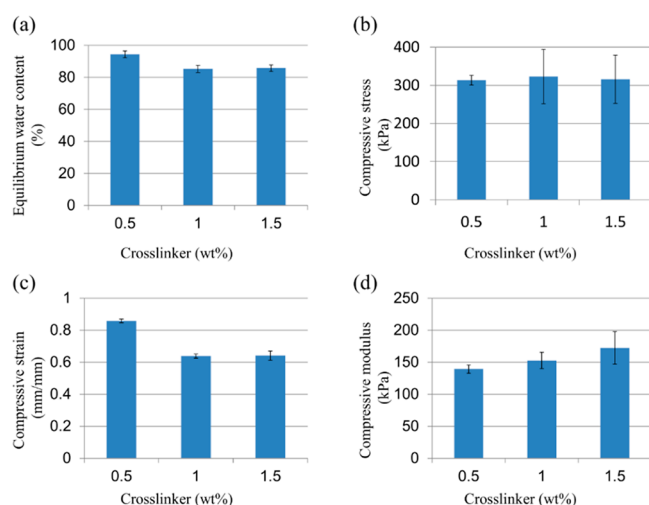 (a)
Equilibrium water content
(%)
100
80
60
40
20
0
0.5 1 1.5
Crosslinker (wt%)
(b)
Compressive stress
(kPa)
400
300
200
100
0
0.5 1 1.5
Crosslinker (wt%)
(c)
Compressive strain
(mm/mm)
1
0.8
0.6
0.4
0.2
0
0.5 1 1.5
Crosslinker (wt%)
(d)
Compressive modulus
(kPa)
250
200
150
100
50
0
0.5 1 1.5
Crosslinker (wt%)